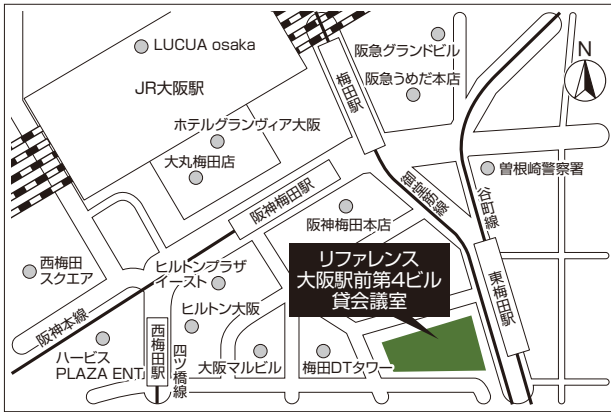 LUCUA osaka
JR大阪駅
阪急グランドビル
阪急うめだ本店
N
梅田駅
ホテルグランヴィア大阪
大丸梅田店
曽根崎警察署
御堂筋線
谷町線
阪神梅田駅
阪神梅田本店
リファレンス
大阪駅前第4ビル
貸会議室
西梅田
スクエア
ヒルトンプラザ
イースト
東梅田駅
阪神本線
ヒルトン大阪
西梅田駅
四ツ橋線
ハービス
PLAZA ENT
大阪マルビル
梅田DTタワー